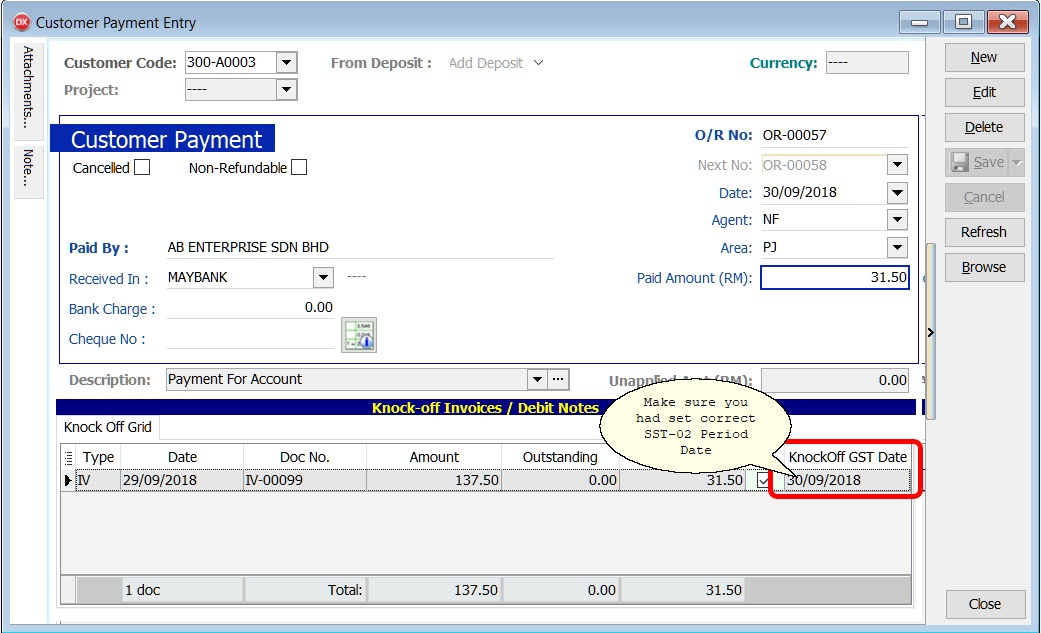 DX Customer Payment Entry
Attachments...
Note...
Customer Code: 300-A0003 From Deposit : Add Deposit Currency: ----
Project: ----
Customer Payment
Cancelled Non-Refundable
O/R No: OR-00057
Next No: OR-00058
Date: 30/09/2018
Agent: NF
Area: PJ
Paid Amount (RM): 31.50
Paid By : AB ENTERPRISE SDN BHD
Received In : MAYBANK ----
Bank Charge : 0.00
Cheque No :
Description: Payment For Account ... Unapplied Amt (RM): 0.00
Knock-off Invoices / Debit Notes
Make sure you
had set correct
SST-02 Period
Date
Knock Off Grid
Type Date Doc No. Amount Outstanding KnockOff GST Date
IV 29/09/2018 IV-00099 137.50 0.00 31.50 30/09/2018
1 doc Total: 137.50 0.00 31.50
New
Edit
Delete
Save
Cancel
Refresh
Browse
Close